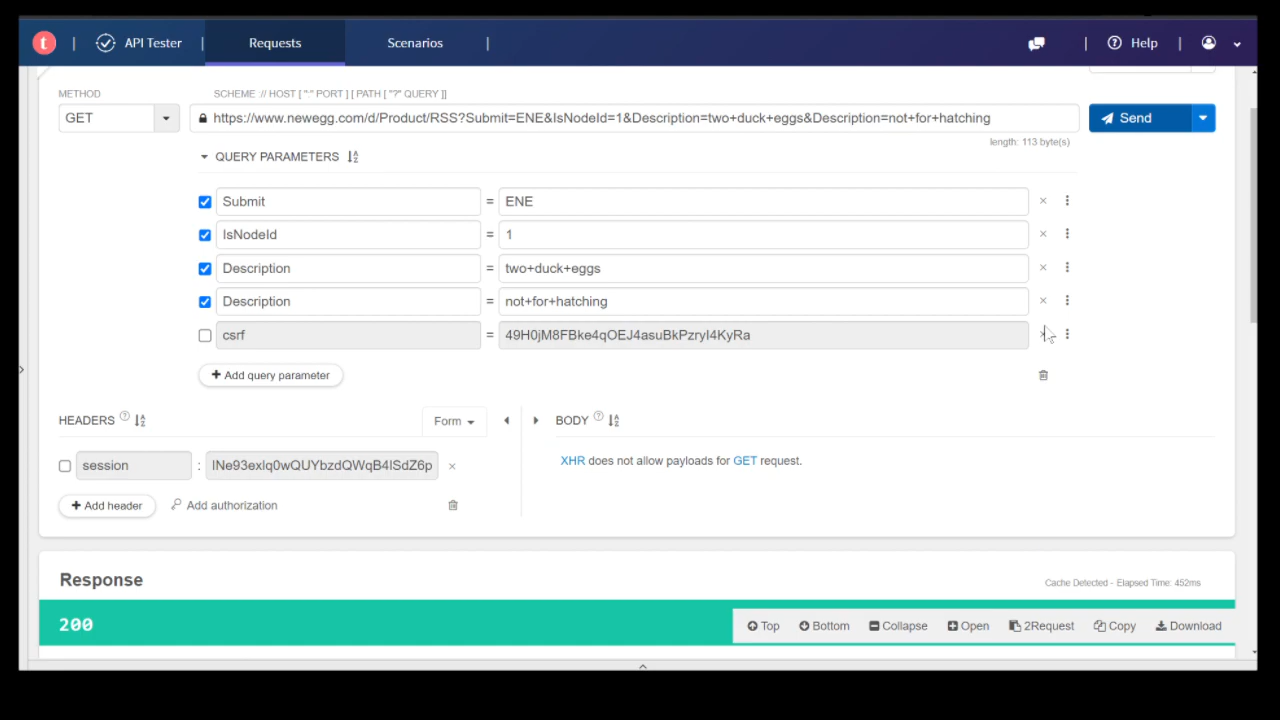 t | API Tester | Requests Scenarios | | Help |
METHOD SCHEME :// HOST [ ":" PORT ] [ PATH [ "?" QUERY ]]
GET https://www.newegg.com/d/Product/RSS?Submit=ENE&IsNodeId=1&Description=two+duck+eggs&Description=not+for+hatching Send
length: 113 byte(s)
QUERY PARAMETERS
Submit = ENE
IsNodeId = 1
Description = two+duck+eggs
Description = not+for+hatching
csrf = 49H0jM8FBke4qOEJ4asuBkPzryI4KyRa
+ Add query parameter
HEADERS ? Form BODY ?
session : lNe93exlq0wQUYbzdQWqB4lSdZ6p
XHR does not allow payloads for GET request.
+ Add header Add authorization
Response Cache Detected - Elapsed Time: 452ms
200 Top Bottom Collapse Open 2Request Copy Download